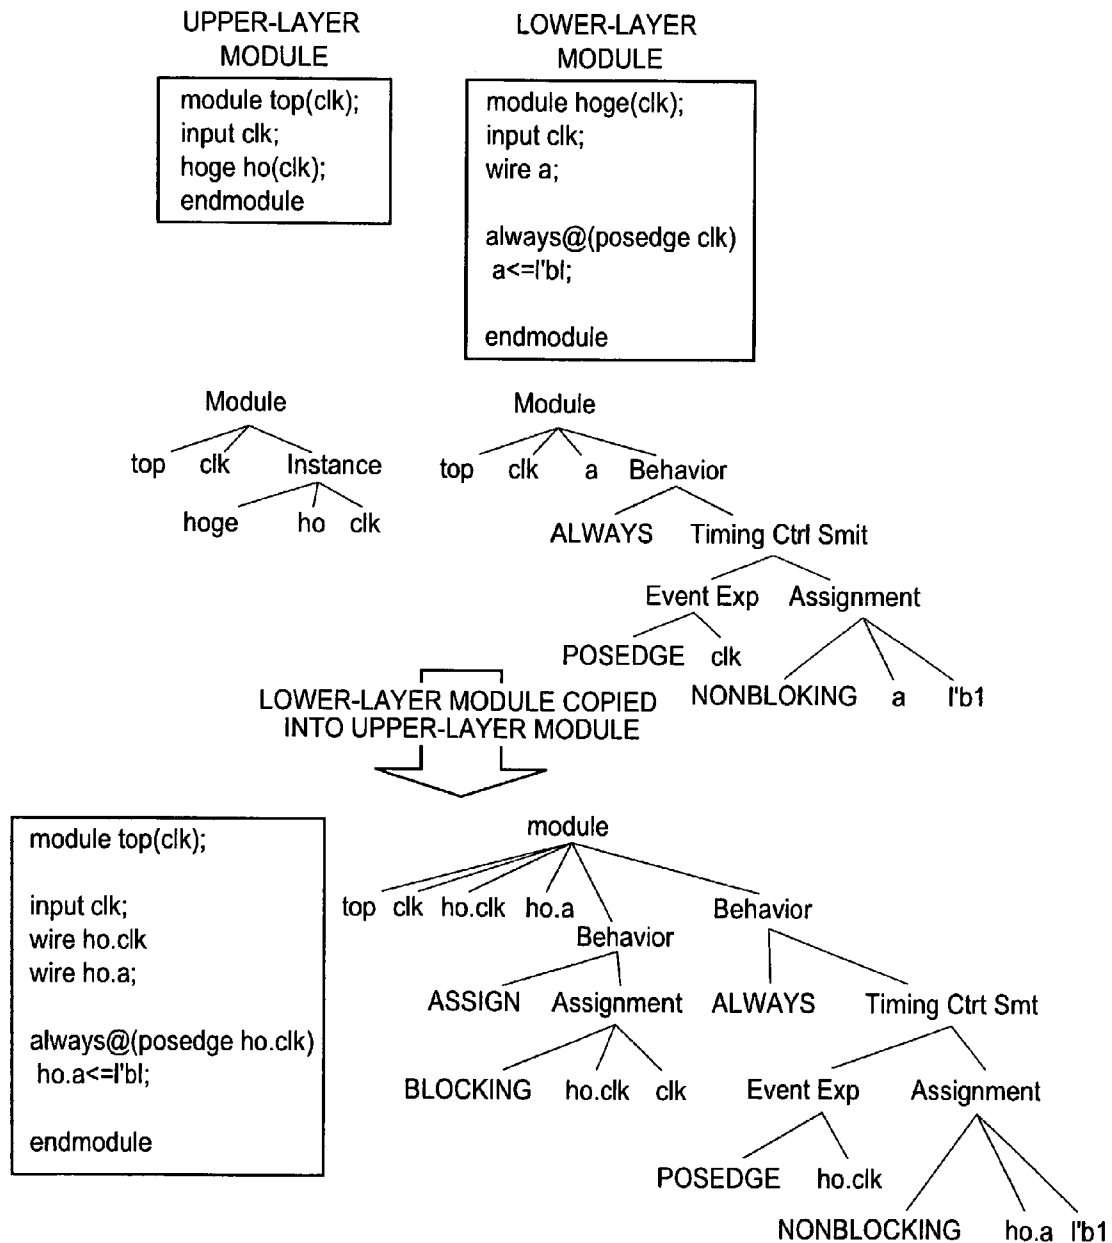 UPPER-LAYER
MODULE
LOWER-LAYER
MODULE
module top(clk);
input clk;
hoge ho(clk);
endmodule
module hoge(clk);
input clk;
wire a;
always@(posedge clk)
a<=l'bl;
endmodule
Module
top clk Instance
hoge ho clk
Module
top clk a Behavior
ALWAYS Timing Ctrl Smit
Event Exp Assignment
POSEDGE clk
NONBLOKING a l'b1
LOWER-LAYER MODULE COPIED
INTO UPPER-LAYER MODULE
module top(clk);
input clk;
wire ho.clk
wire ho.a;
always@(posedge ho.clk)
ho.a<=l'bl;
endmodule
module
top clk ho.clk ho.a Behavior
Behavior
ASSIGN Assignment ALWAYS Timing Ctrt Smt
BLOCKING ho.clk clk Event Exp Assignment
POSEDGE ho.clk
NONBLOCKING ho.a l'b1